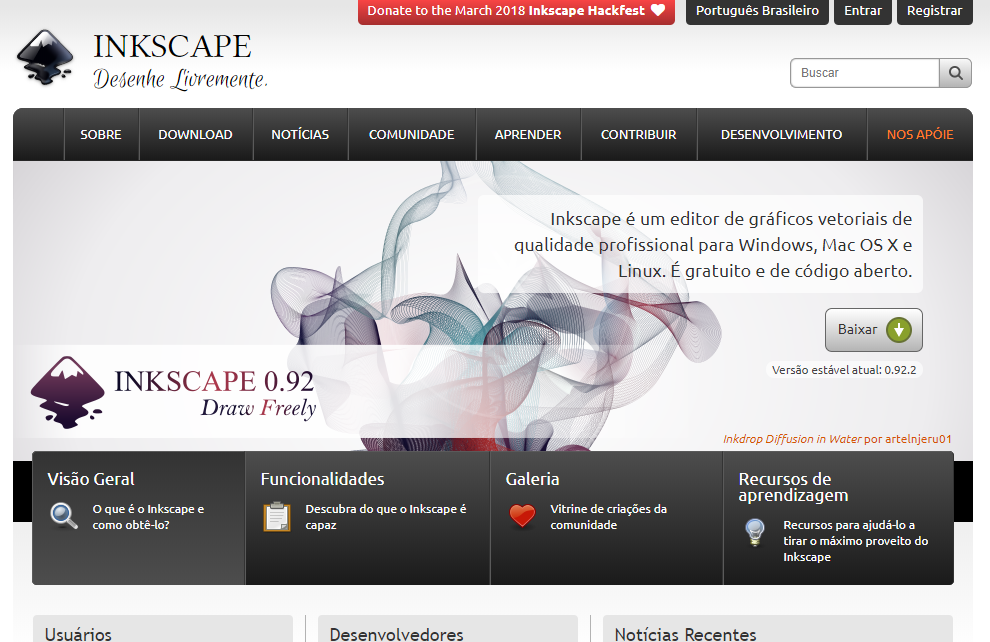 Donate to the March 2018 Inkscape Hackfest
Português Brasileiro
Entrar
Registrar
INKSCAPE
Desenhe Livremente.
Buscar
SOBRE
DOWNLOAD
NOTÍCIAS
COMUNIDADE
APRENDER
CONTRIBUIR
DESENVOLVIMENTO
NOS APÓIE
Inkscape é um editor de gráficos vetoriais de
qualidade profissional para Windows, Mac OS X e
Linux. É gratuito e de código aberto.
Baixar
Versão estável atual: 0.92.2
INKSCAPE 0.92
Draw Freely
Inkdrop Diffusion in Water por artelnjeru01
Visão Geral
O que é o Inkscape e
como obtê-lo?
Funcionalidades
Descubra do que o Inkscape é
capaz
Galeria
Vitrine de criações da
comunidade
Recursos de
aprendizagem
Recursos para ajudá-lo a
tirar o máximo proveito do
Inkscape
Usuários
Desenvolvedores
Notícias Recentes